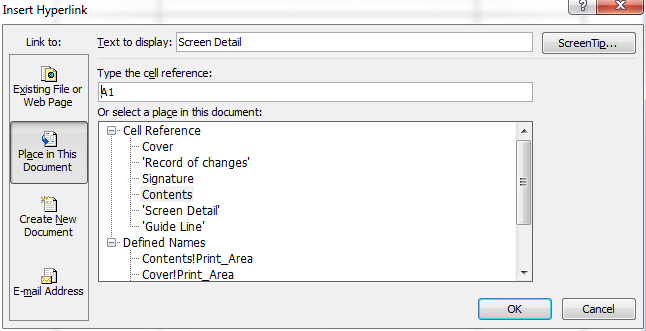 Insert Hyperlink
Link to:
Text to display: Screen Detail
ScreenTip...
Existing File or
Web Page
Type the cell reference:
A1
Or select a place in this document:
Place in This
Document
Cell Reference
Cover
'Record of changes'
Signature
Contents
'Screen Detail'
'Guide Line'
Defined Names
Contents!Print_Area
Cover!Print_Area
Create New
Document
E-mail Address
OK
Cancel